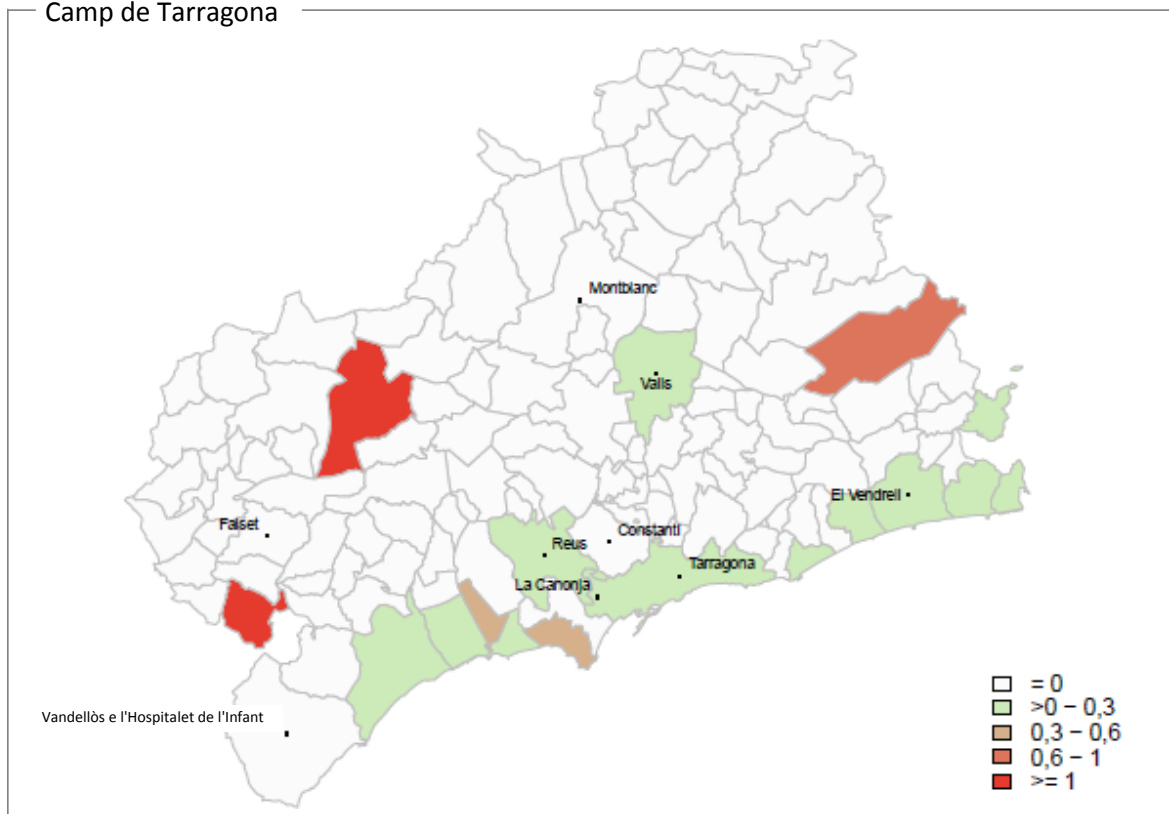 Camp de Tarragona
Montblanc
Valls
El Vendrell
Falset
Constantí
Reus
Tarragona
La Canonja
Vandellòs e l'Hospitalet de l'Infant
= 0
>0 – 0,3
0,3 – 0,6
0,6 – 1
>= 1